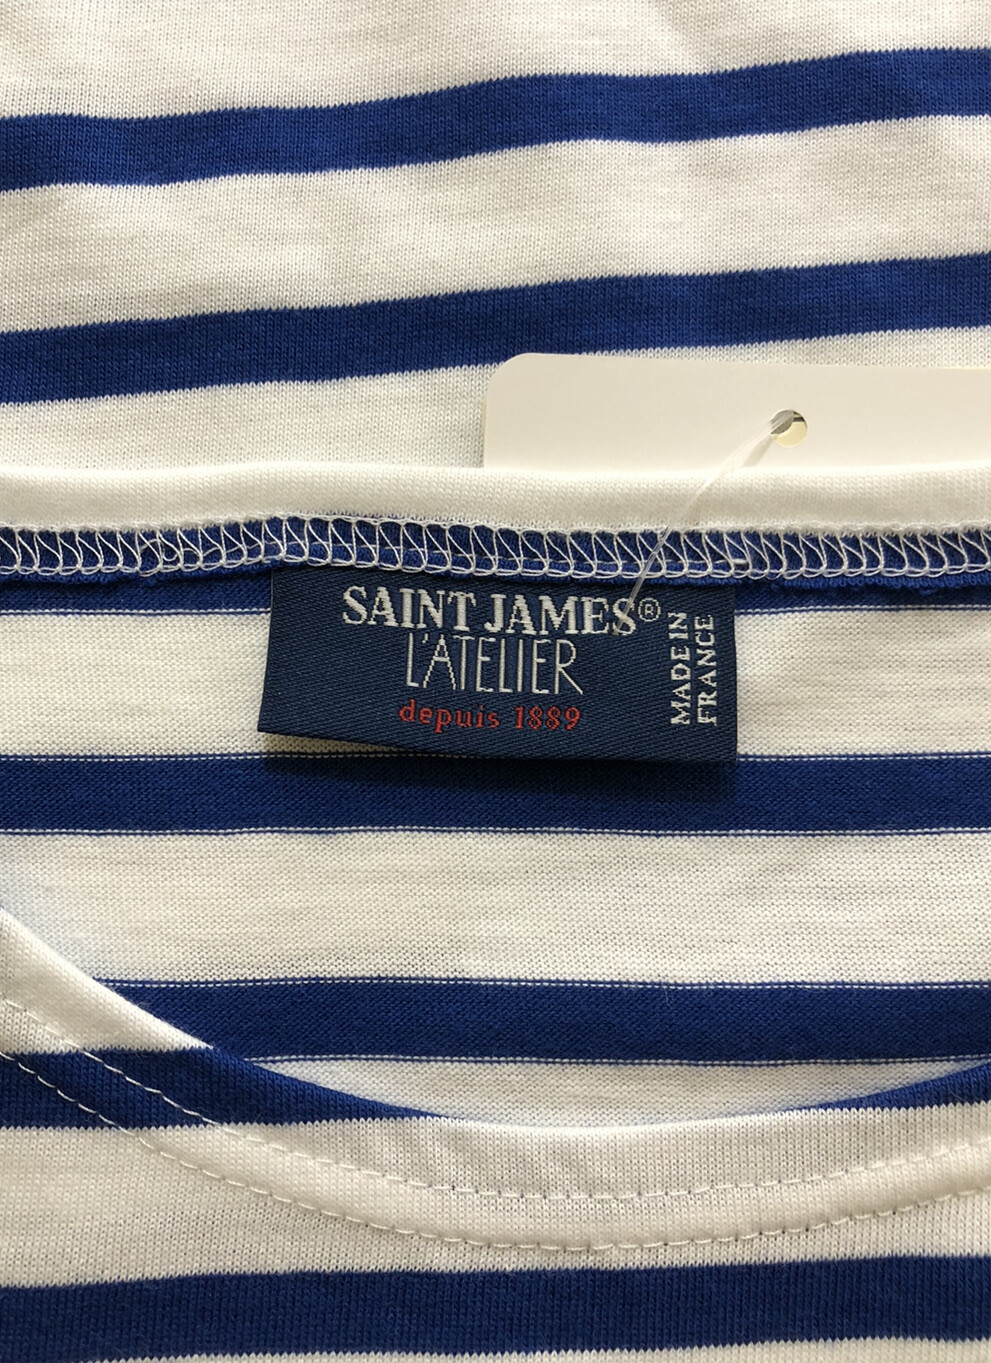 SAINT JAMES®
L'ATELIER
depuis 1889
MADE IN
FRANCE